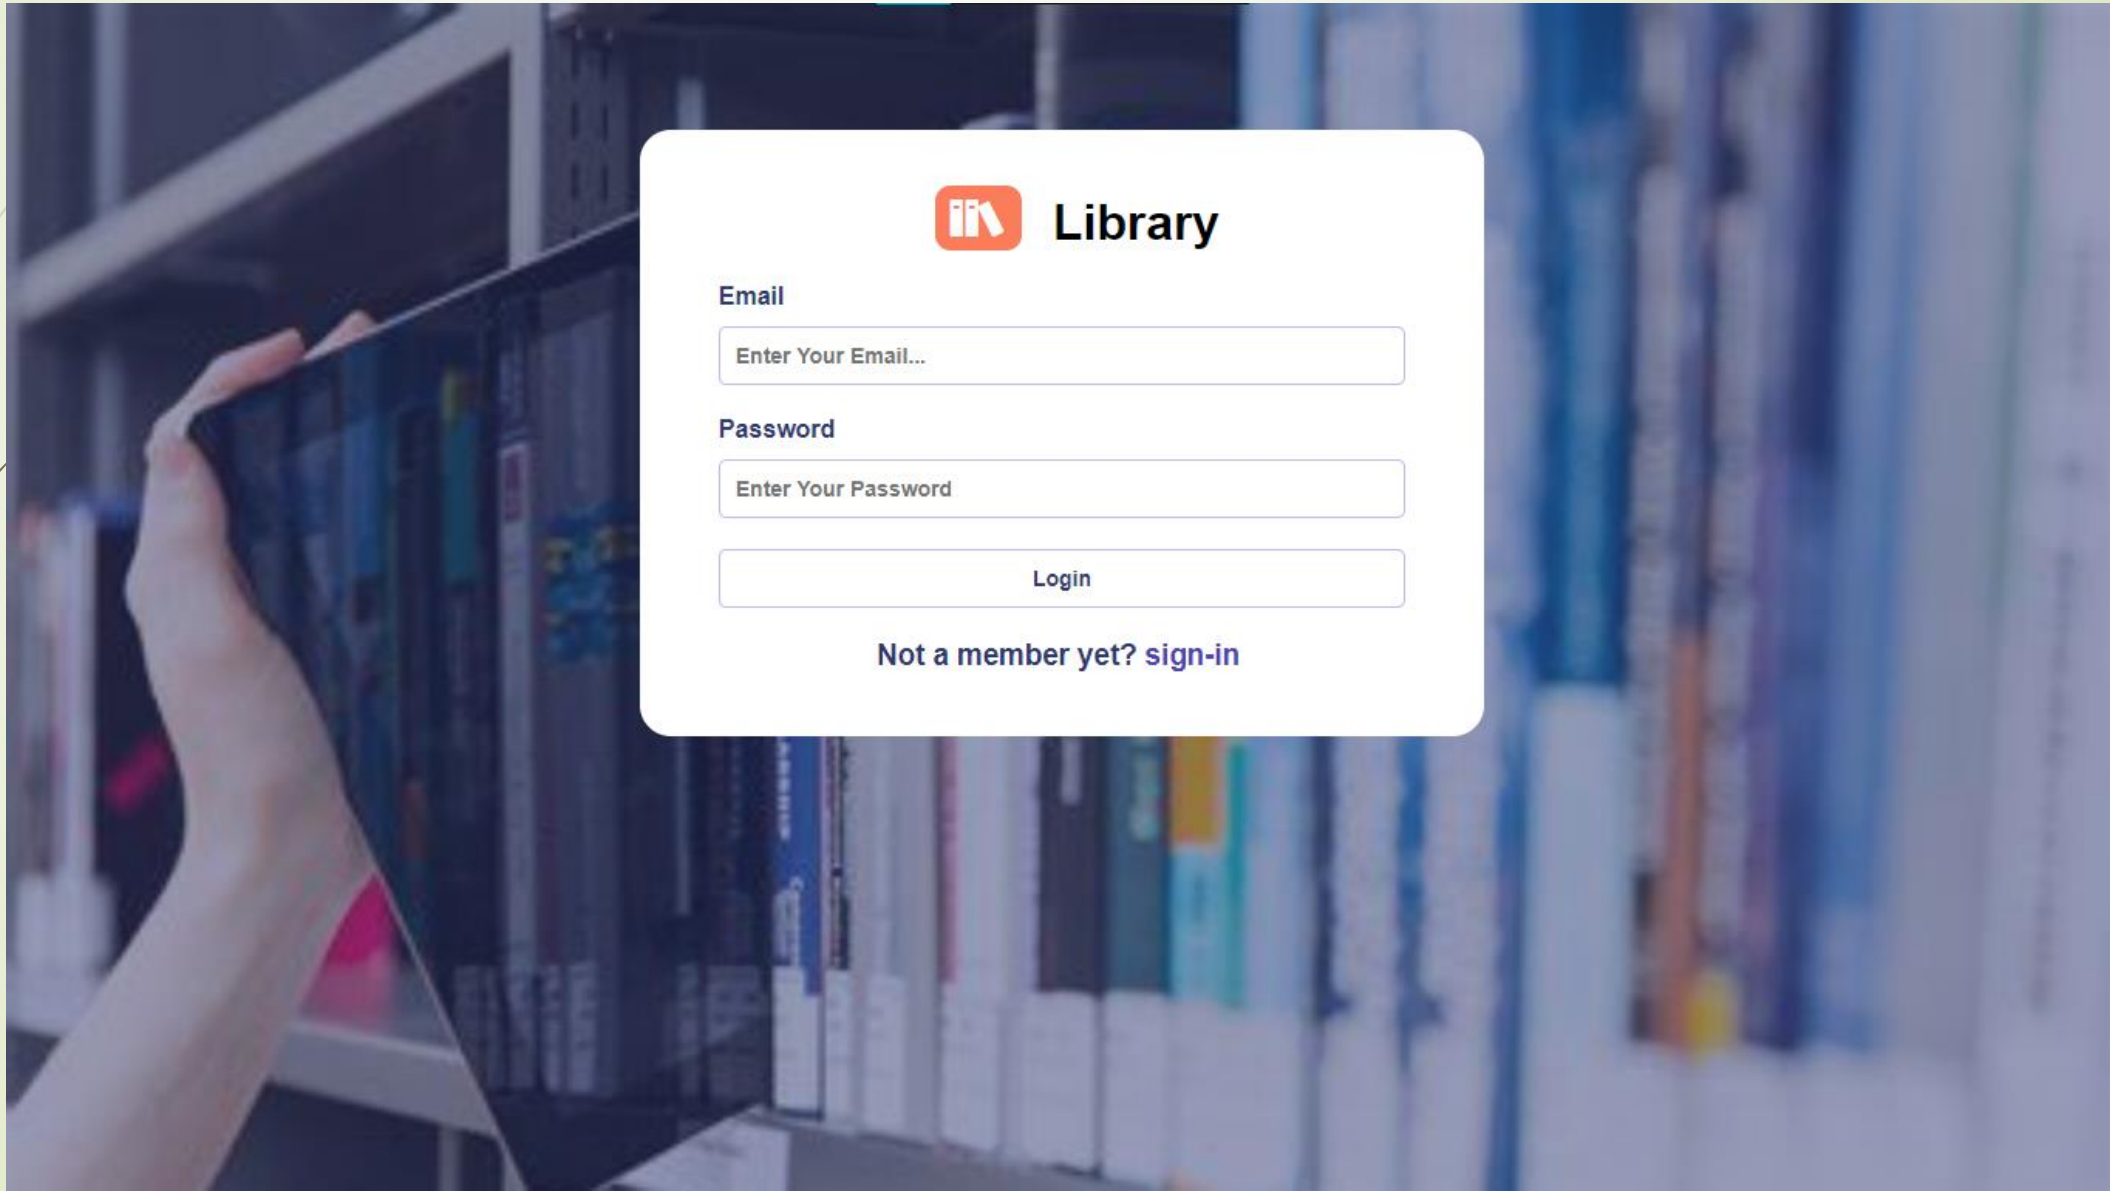 Library
Email
Enter Your Email...
Password
Enter Your Password
Login
Not a member yet? sign-in